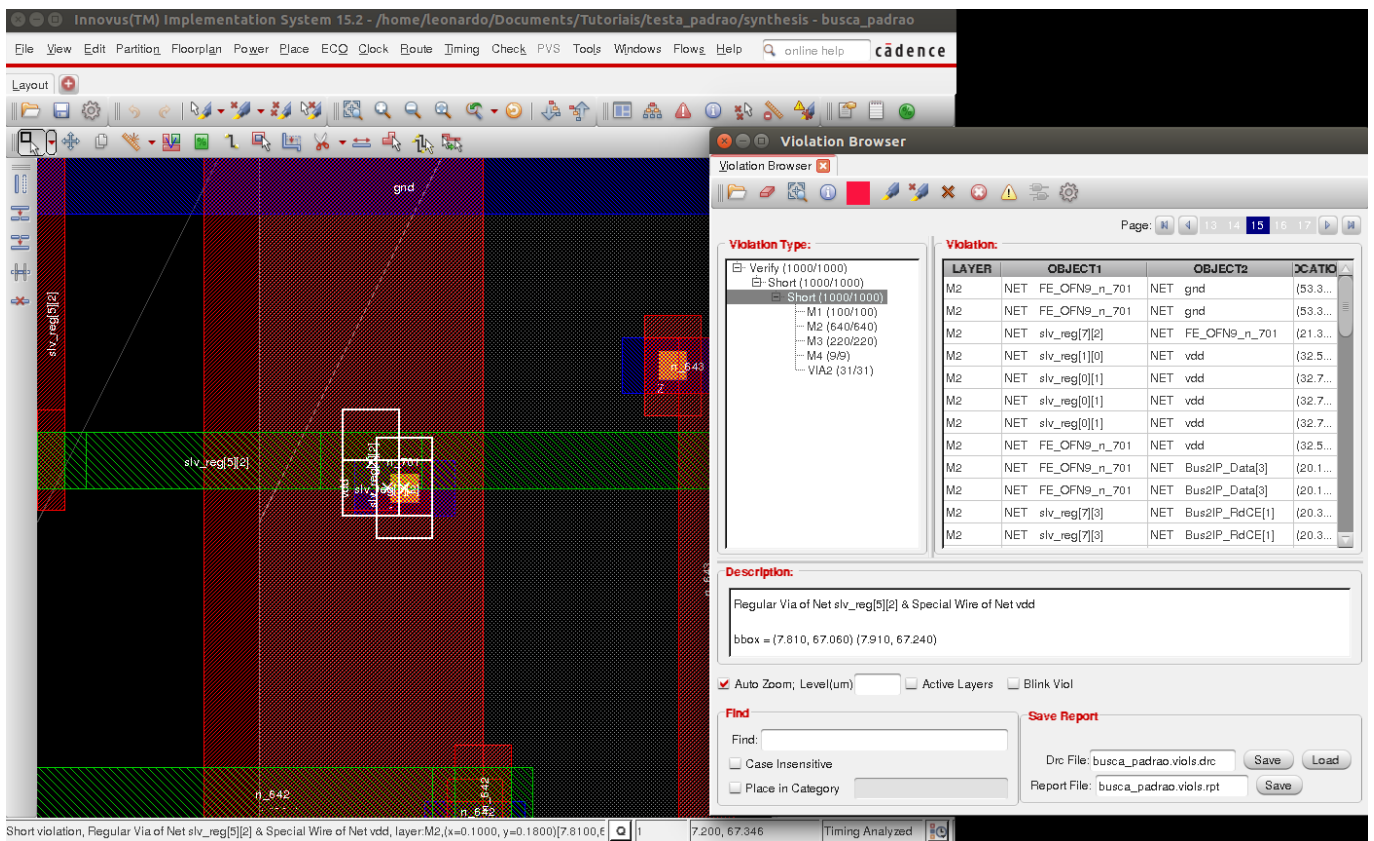 Innovus(TM) Implementation System 15.2 - /home/leonardo/Documents/Tutoriais/testa_padrao/synthesis - busca_padrao
File View Edit Partition Floorplan Power Place ECO Clock Route Timing Check PVS Tools Windows Flows Help online help cādence
Layout
Violation Browser
Violation Browser
Page: 13 14 15 16 17
Violation Type:
Verify (1000/1000)
Short (1000/1000)
Short (1000/1000)
M1 (100/100)
M2 (640/640)
M3 (220/220)
M4 (9/9)
VIA2 (31/31)
Violation:
LAYER OBJECT1 OBJECT2
M2 NET FE_OFN9_n_701 NET gnd (53.3...
M2 NET FE_OFN9_n_701 NET gnd (53.3...
M2 NET slv_reg[7][2] NET FE_OFN9_n_701 (21.3...
M2 NET slv_reg[1][0] NET vdd (32.5...
M2 NET slv_reg[0][1] NET vdd (32.7...
M2 NET slv_reg[0][1] NET vdd (32.7...
M2 NET slv_reg[0][1] NET vdd (32.7...
M2 NET FE_OFN9_n_701 NET vdd (32.5...
M2 NET FE_OFN9_n_701 NET Bus2IP_Data[3] (20.1...
M2 NET FE_OFN9_n_701 NET Bus2IP_Data[3] (20.1...
M2 NET slv_reg[7][3] NET Bus2IP_RdCE[1] (20.3...
M2 NET slv_reg[7][3] NET Bus2IP_RdCE[1] (20.3...
Description:
Regular Via of Net slv_reg[5][2] & Special Wire of Net vdd
bbox = (7.810, 67.060) (7.910, 67.240)
Auto Zoom; Level(um) Active Layers Blink Viol
Find
Find:
Case Insensitive
Place in Category
Save Report
Drc File: busca_padrao.viols.drc Save Load
Report File: busca_padrao.viols.rpt Save
gnd
slv_reg[5][2]
n_643
Z
slv_reg[5][2]
n_701
vdd
n_643
n_642
n_642
n_642
Short violation, Regular Via of Net slv_reg[5][2] & Special Wire of Net vdd, layer:M2,(x=0.1000, y=0.1800)[7.8100,6 Q 1 7.200, 67.346 Timing Analyzed